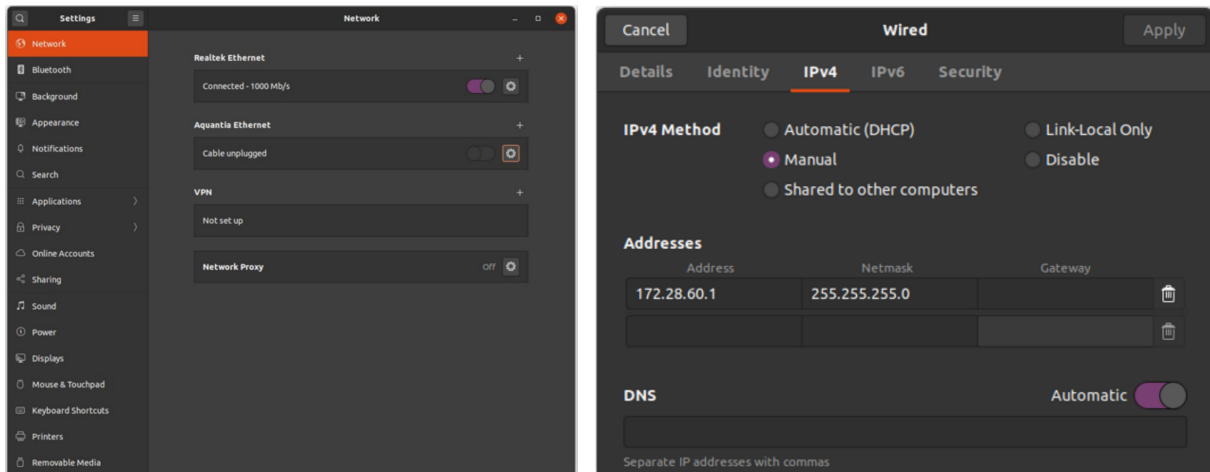 Settings
Network
Network
Bluetooth
Background
Appearance
Notifications
Search
Applications
Privacy
Online Accounts
Sharing
Sound
Power
Displays
Mouse & Touchpad
Keyboard Shortcuts
Printers
Removable Media
Realtek Ethernet
Connected - 1000 Mb/s
Aquantia Ethernet
Cable unplugged
VPN
Not set up
Network Proxy Off
Cancel Wired Apply
Details Identity IPv4 IPv6 Security
IPv4 Method Automatic (DHCP) Link-Local Only
Manual Disable
Shared to other computers
Addresses
Address Netmask Gateway
172.28.60.1 255.255.255.0
DNS Automatic
Separate IP addresses with commas